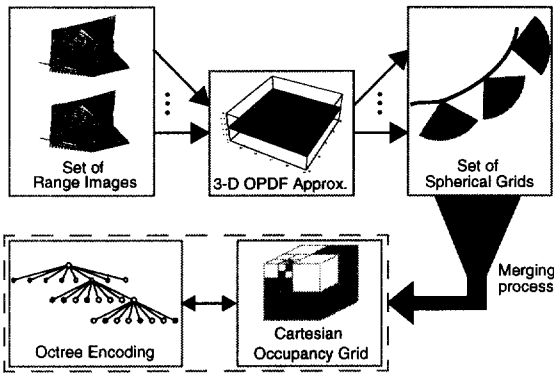 Set of
Range Images
3-D OPDF Approx.
Set of
Spherical Grids
Merging
process
Octree Encoding
Cartesian
Occupancy Grid